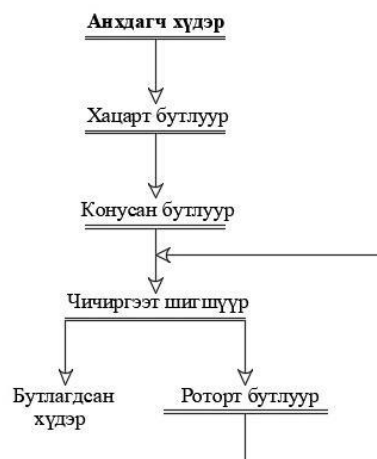 Анхдагч хүдэр
Хацарт бутлуур
Конусан бутлуур
Чичиргээт шигшүүр
Бутлагдсан
хүдэр
Роторт бутлуур